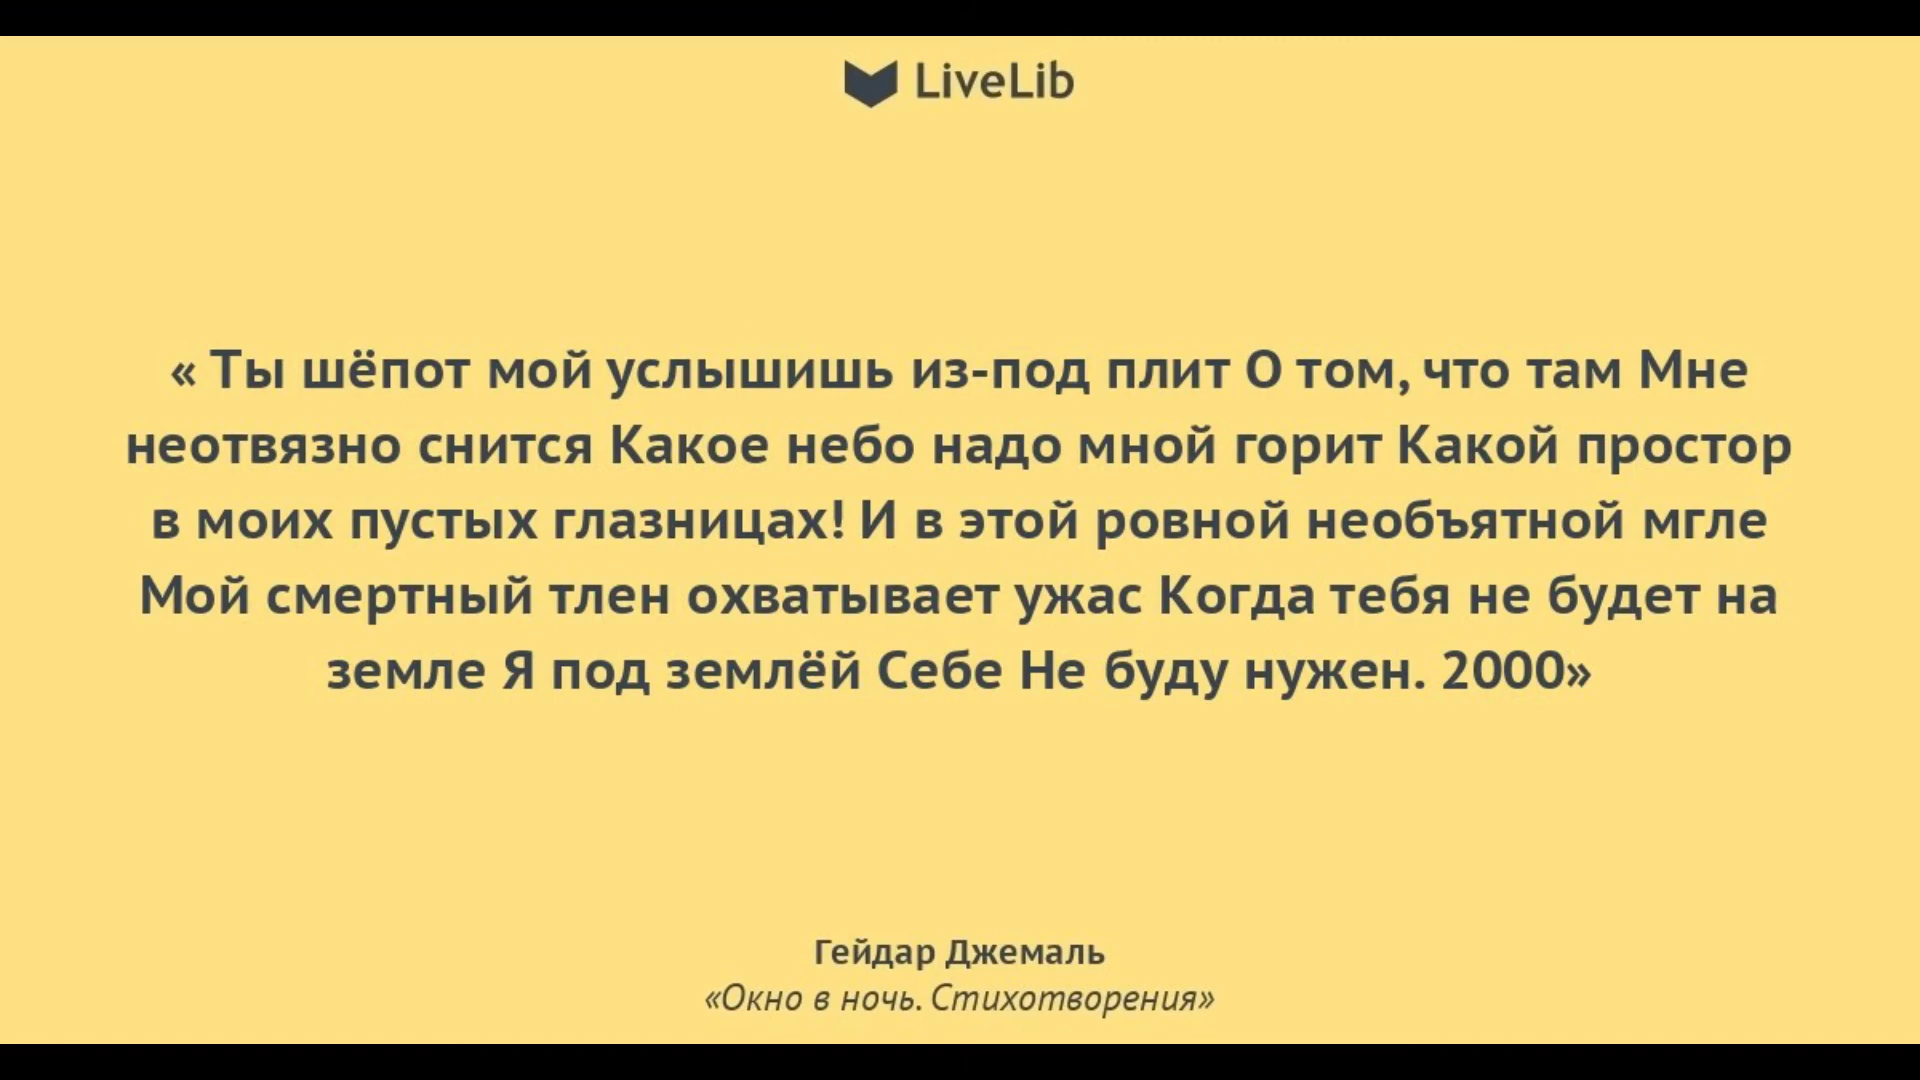 LiveLib
« Ты шёпот мой услышишь из-под плит О том, что там Мне
неотвязно снится Какое небо надо мной горит Какой простор
в моих пустых глазницах! И в этой ровной необъятной мгле
Мой смертный тлен охватывает ужас Когда тебя не будет на
земле Я под землёй Себе Не буду нужен. 2000»
Гейдар Джемаль
«Окно в ночь. Стихотворения»